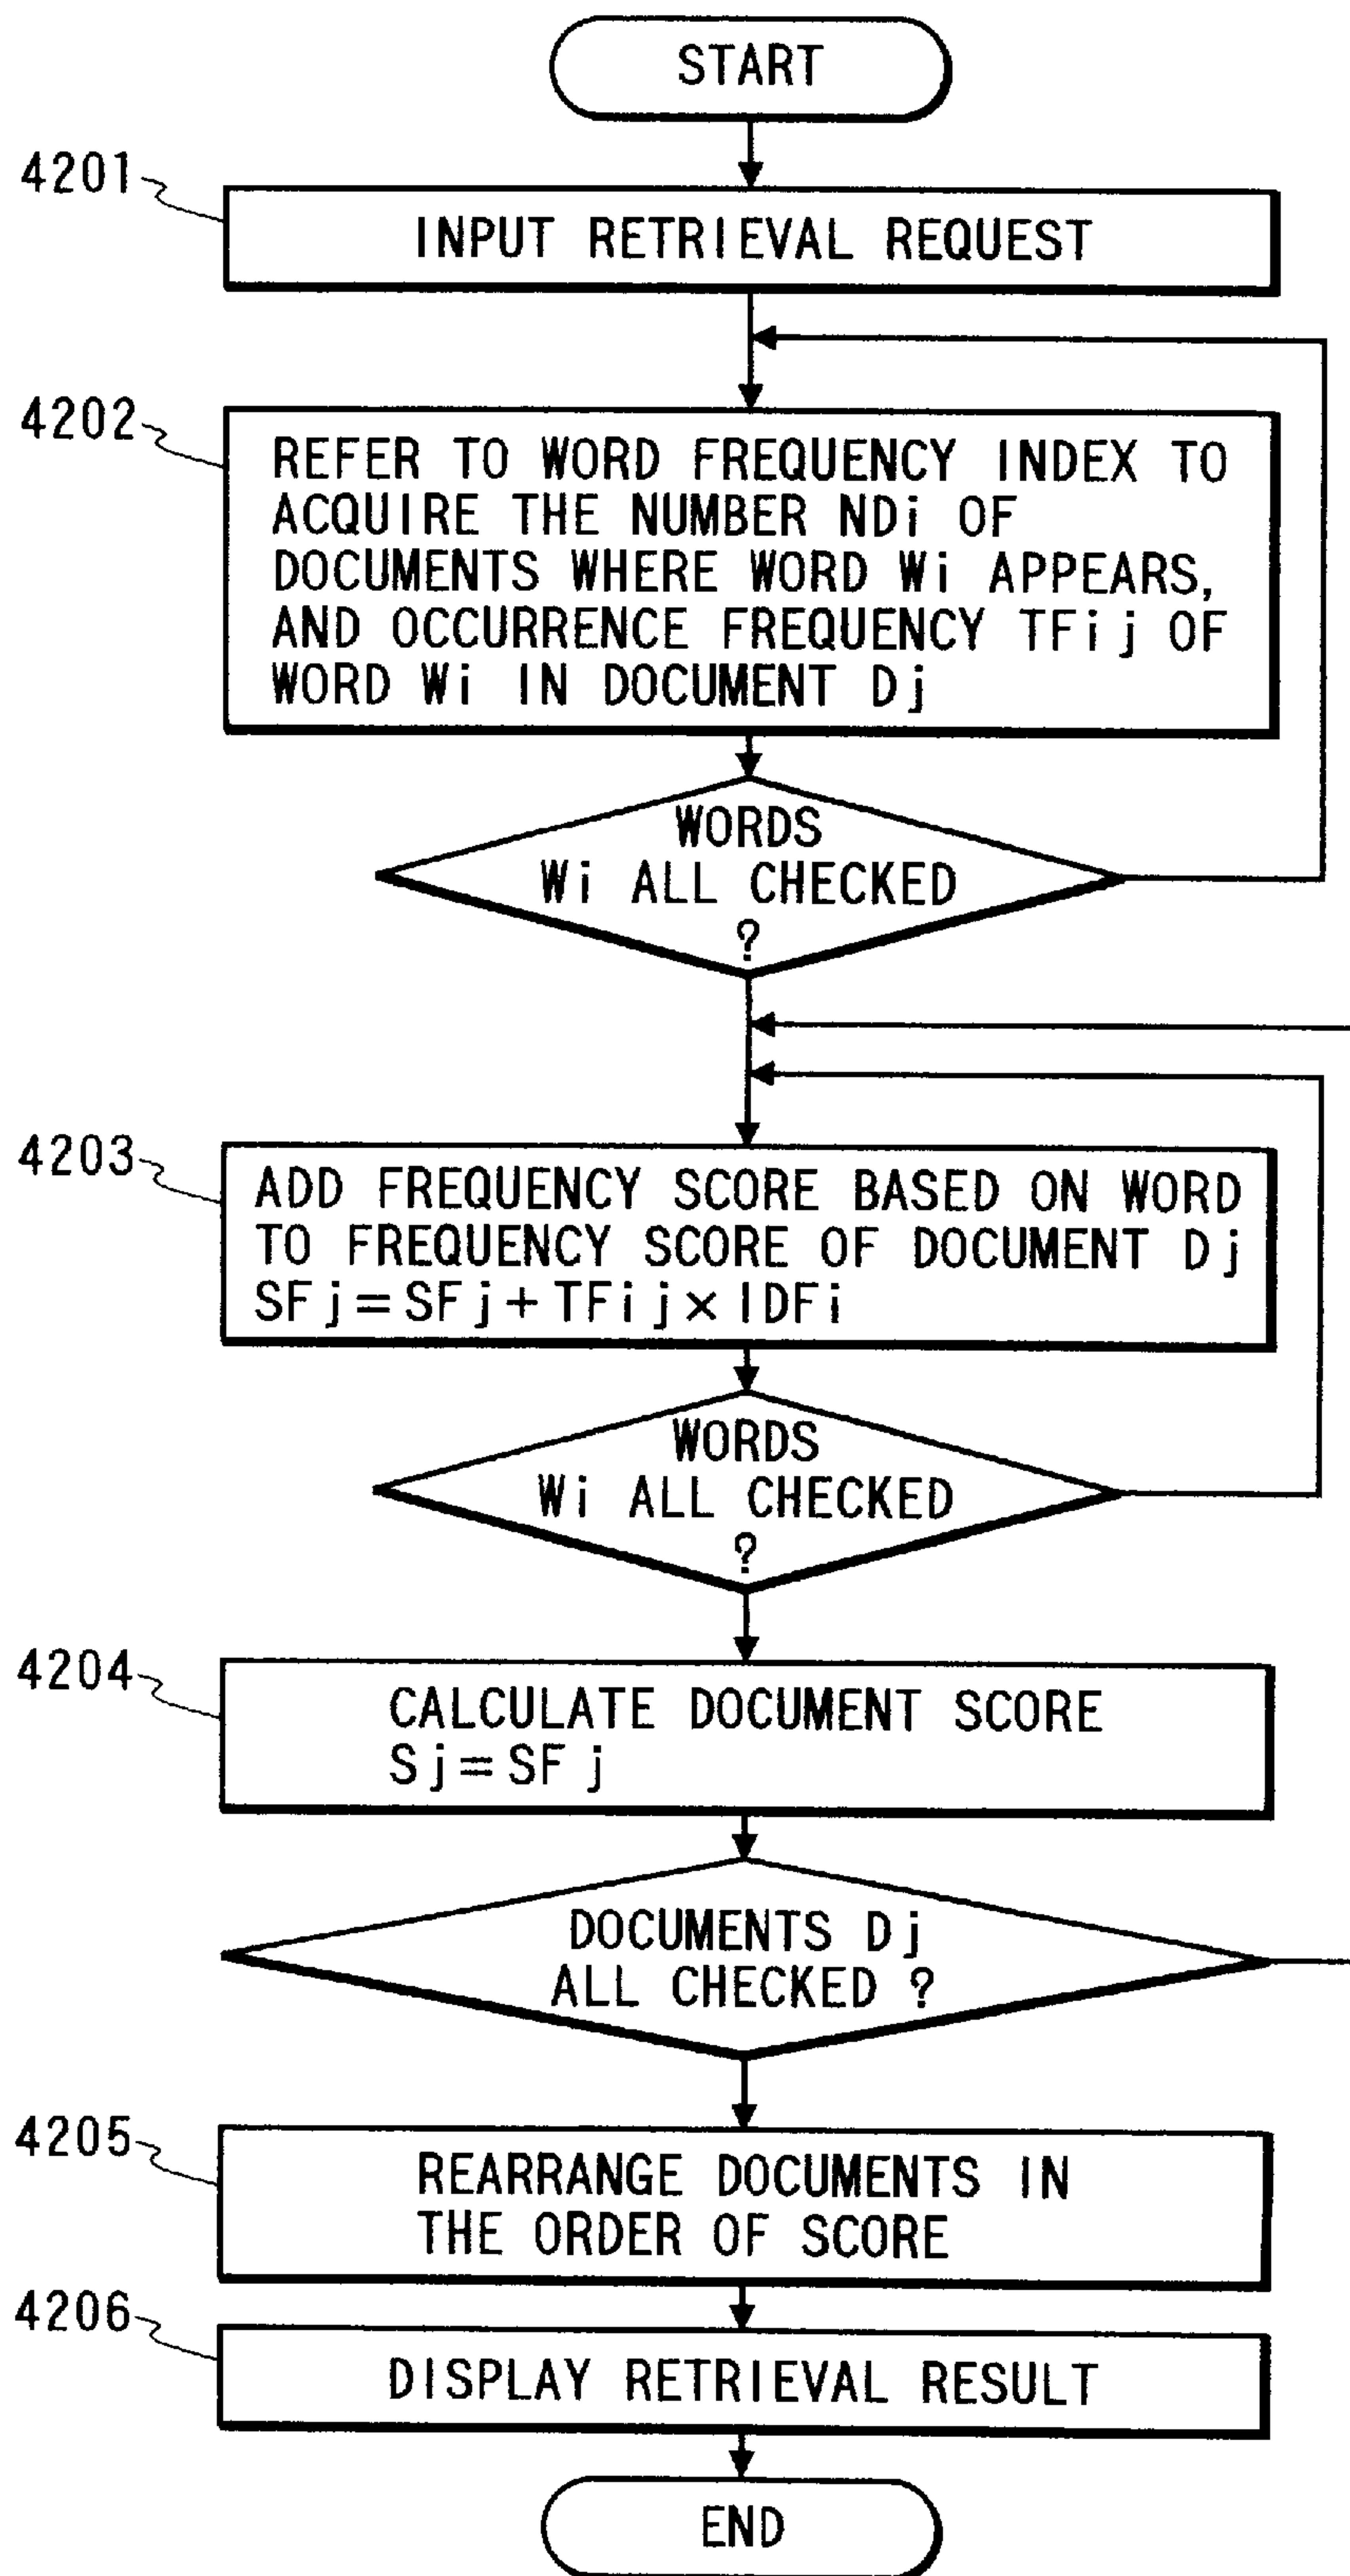 START
4201
INPUT RETRIEVAL REQUEST
4202
REFER TO WORD FREQUENCY INDEX TO
ACQUIRE THE NUMBER NDi OF
DOCUMENTS WHERE WORD Wi APPEARS,
AND OCCURRENCE FREQUENCY TFij OF
WORD Wi IN DOCUMENT Dj
WORDS
Wi ALL CHECKED
?
4203
ADD FREQUENCY SCORE BASED ON WORD
TO FREQUENCY SCORE OF DOCUMENT Dj
SFj=SFj+TFij×IDFi
WORDS
Wi ALL CHECKED
?
4204
CALCULATE DOCUMENT SCORE
Sj=SFj
DOCUMENTS Dj
ALL CHECKED ?
4205
REARRANGE DOCUMENTS IN
THE ORDER OF SCORE
4206
DISPLAY RETRIEVAL RESULT
END